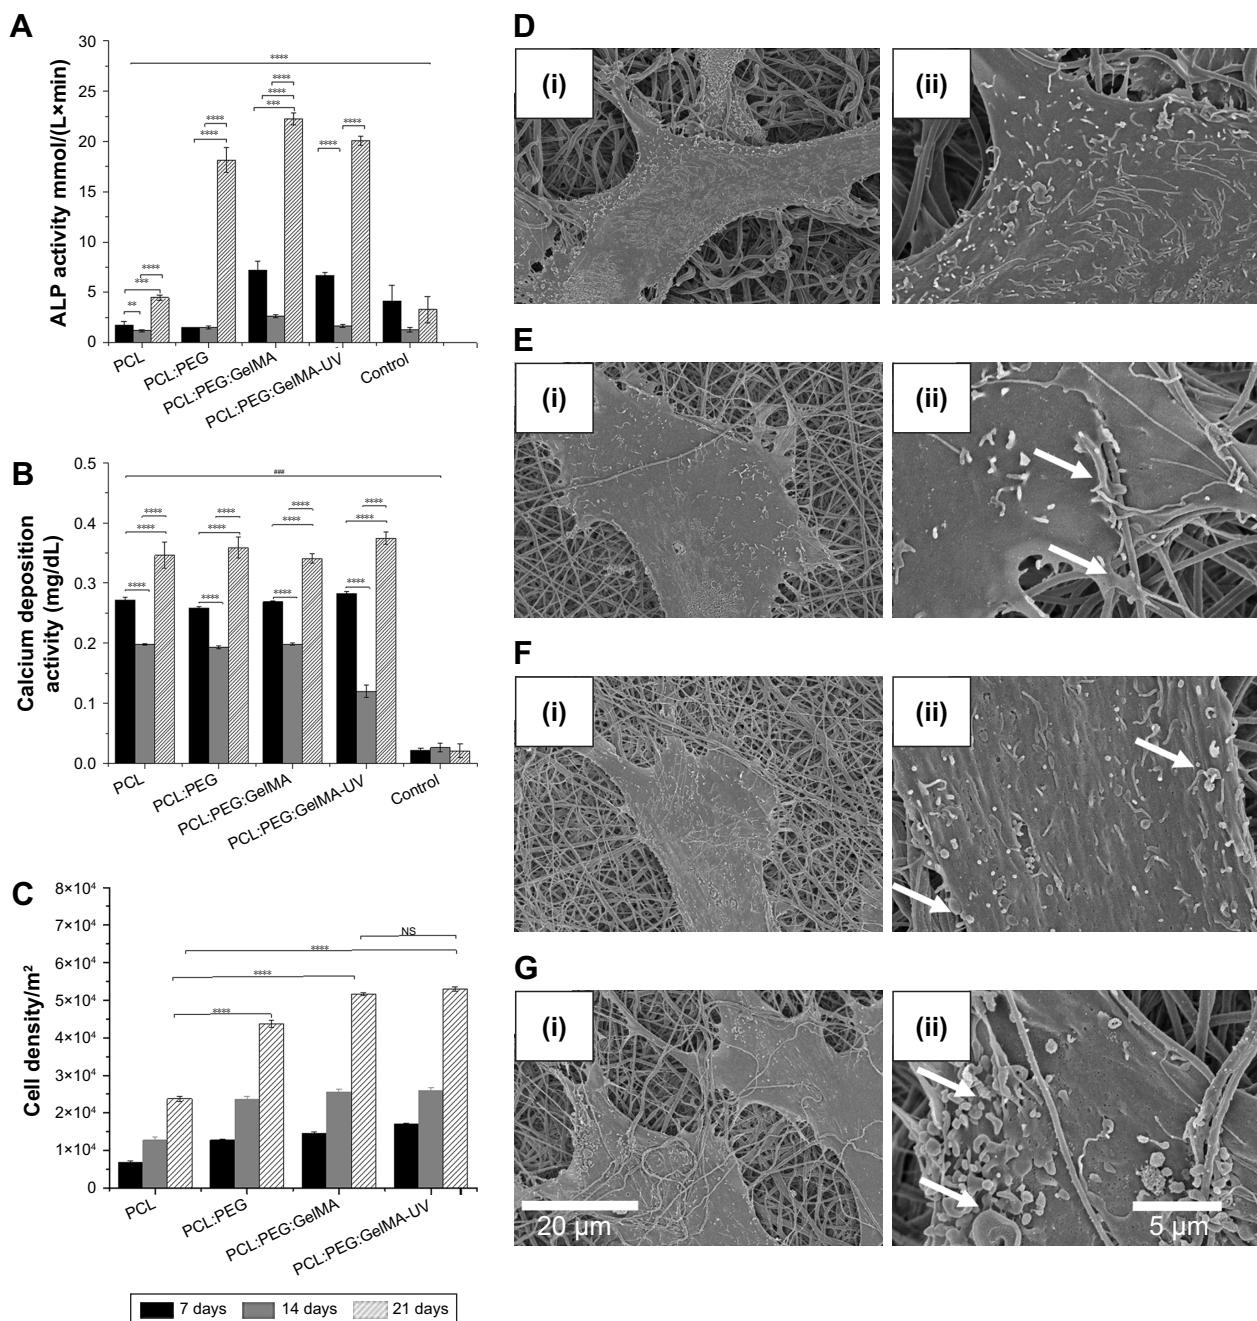 A
30
25
20
15
10
5
0
ALP activity mmol/(L×min)
****
****
****
***
****
****
****
****
****
***
**
PCL
PCL:PEG
PCL:PEG:GelMA
PCL:PEG:GelMA-UV
Control
B
0.5
0.4
0.3
0.2
0.1
0.0
Calcium deposition
activity (mg/dL)
###
****
****
****
****
****
****
****
****
****
****
****
****
PCL
PCL:PEG
PCL:PEG:GelMA
PCL:PEG:GelMA-UV
Control
C
8×10⁴
7×10⁴
6×10⁴
5×10⁴
4×10⁴
3×10⁴
2×10⁴
1×10⁴
0
Cell density/m²
NS
****
****
****
PCL
PCL:PEG
PCL:PEG:GelMA
PCL:PEG:GelMA-UV
7 days 14 days 21 days
D
(i) (ii)
E
(i) (ii)
F
(i) (ii)
G
(i) (ii)
20 µm 5 µm